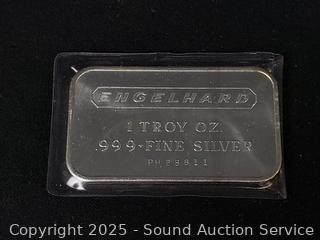 ENGELHARD
1 TROY OZ.
.999+FINE SILVER
Copyright 2025 - Sound Auction Service